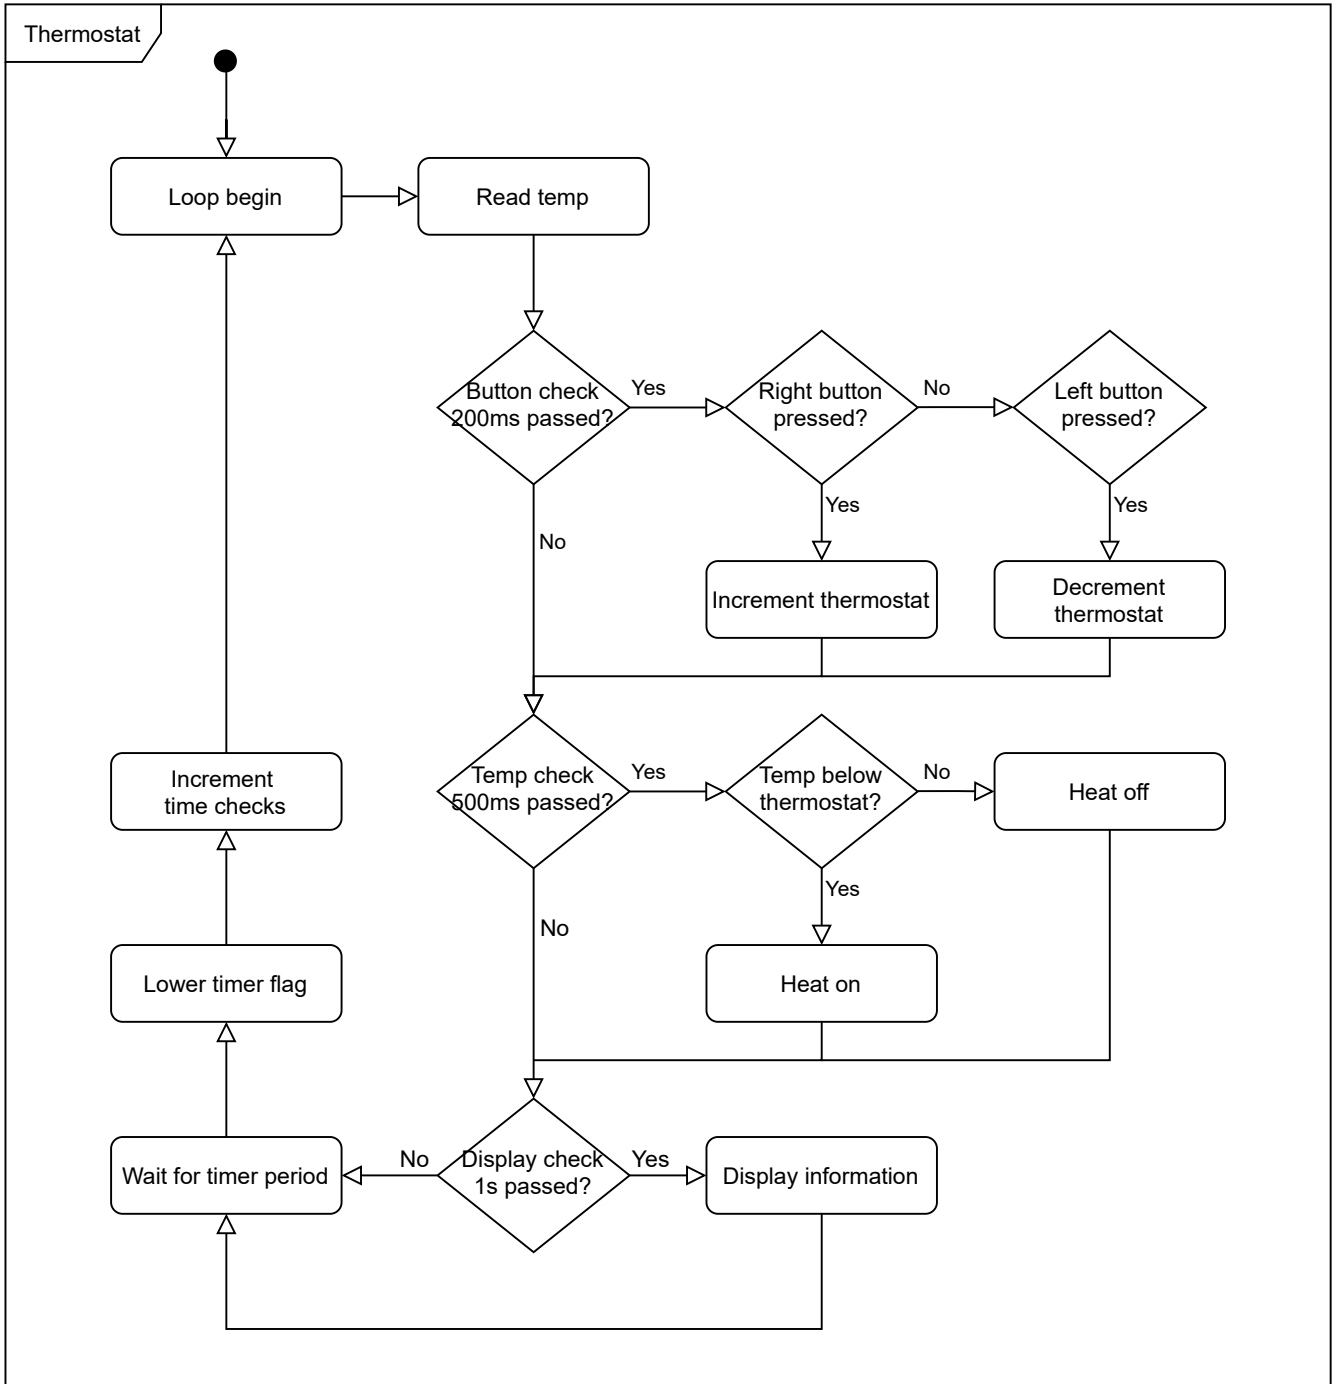 Thermostat
Loop begin
Read temp
Button check
200ms passed?
Yes
Right button
pressed?
No
Left button
pressed?
Yes
Yes
No
Increment thermostat
Decrement
thermostat
Increment
time checks
Temp check
500ms passed?
Yes
Temp below
thermostat?
No
Heat off
Yes
No
Lower timer flag
Heat on
Wait for timer period
No
Display check
1s passed?
Yes
Display information